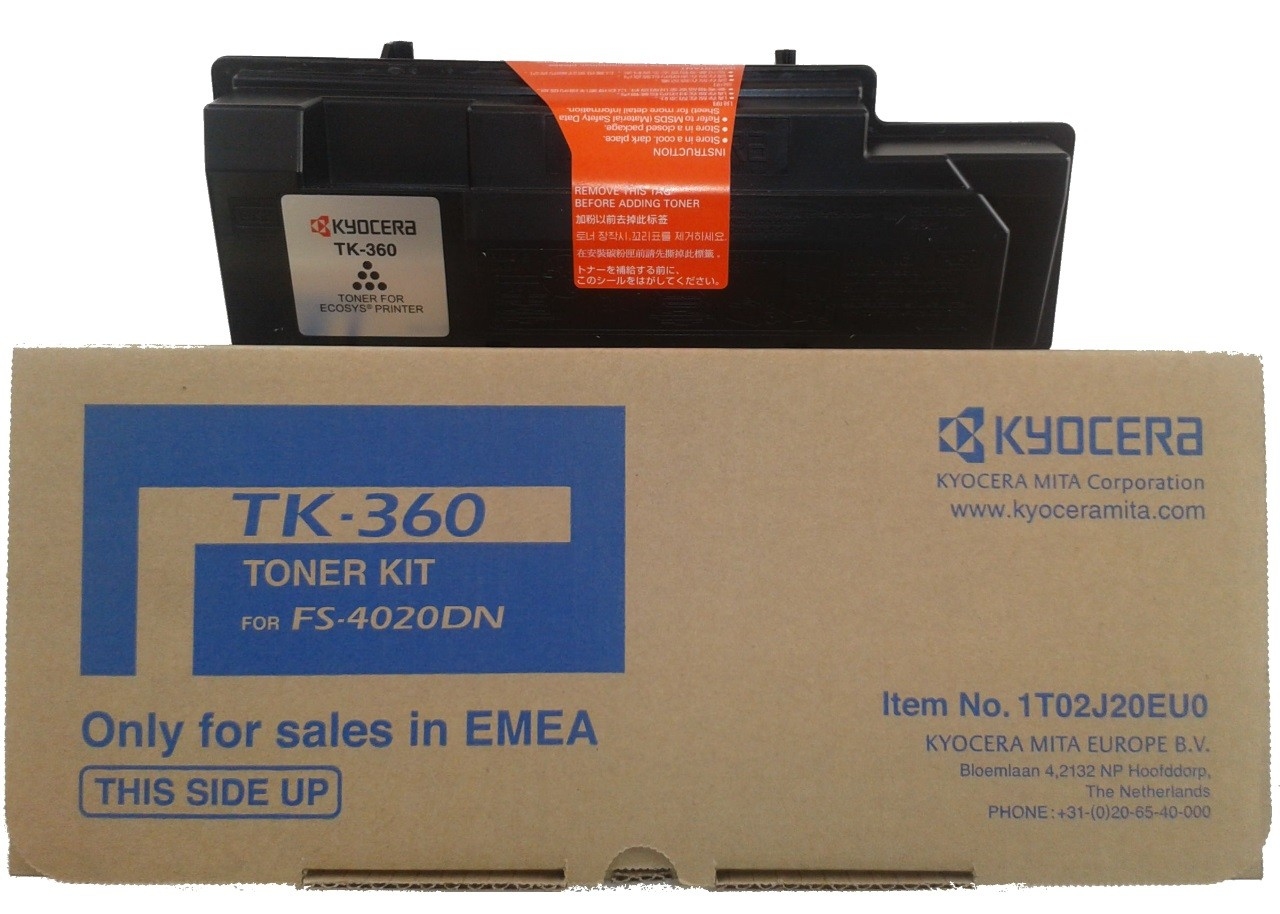 LIGHT.
Sheet) for more detail information.
● Refer to MSDS (Material Safety Data
● Store in a closed package.
● Store in a cool, dark place.
INSTRUCTION
REMOVE THIS TAG
BEFORE ADDING TONER
加粉以前去掉此标签
토너 장착시,꼬리표를 제거하세요.
在安裝碳粉匣前請先撕掉此標籤。
トナーを補給する前に、
このシールをはがしてください。
KYOCERA
TK-360
TONER FOR
ECOSYS® PRINTER
KYOCERA
KYOCERA MITA Corporation
www.kyoceramita.com
TK-360
TONER KIT
FOR FS-4020DN
Only for sales in EMEA
THIS SIDE UP
Item No. 1T02J20EU0
KYOCERA MITA EUROPE B.V.
Bloemlaan 4,2132 NP Hoofddorp,
The Netherlands
PHONE:+31-(0)20-65-40-000